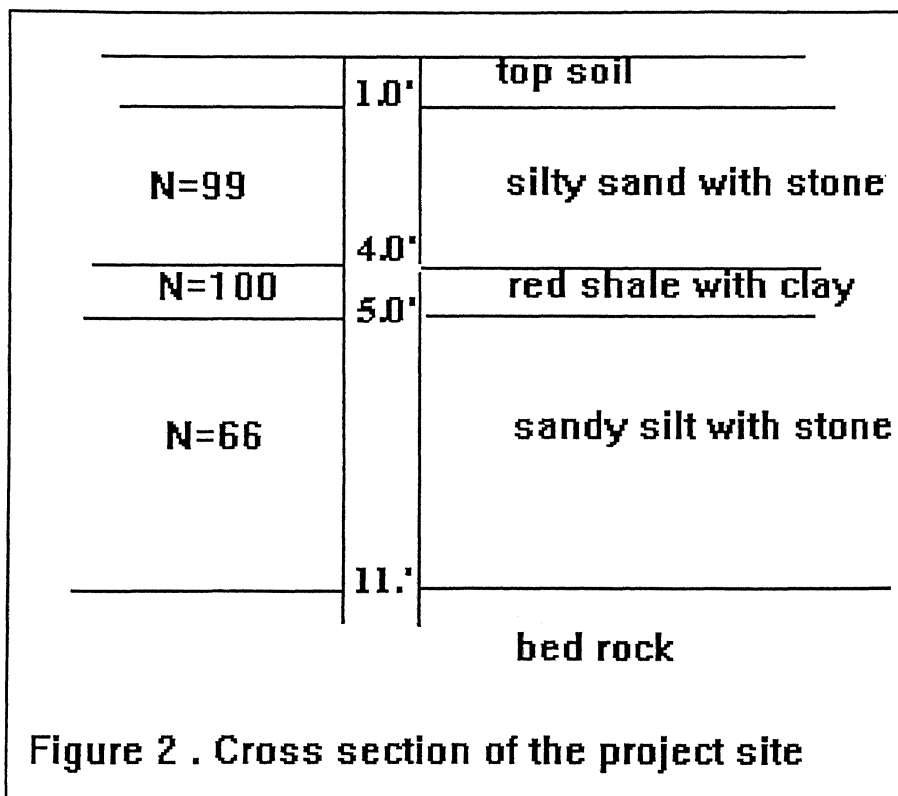 top soil
1.0'
N=99
silty sand with stone
4.0'
N=100
red shale with clay
5.0'
N=66
sandy silt with stone
11.'
bed rock
Figure 2 . Cross section of the project site